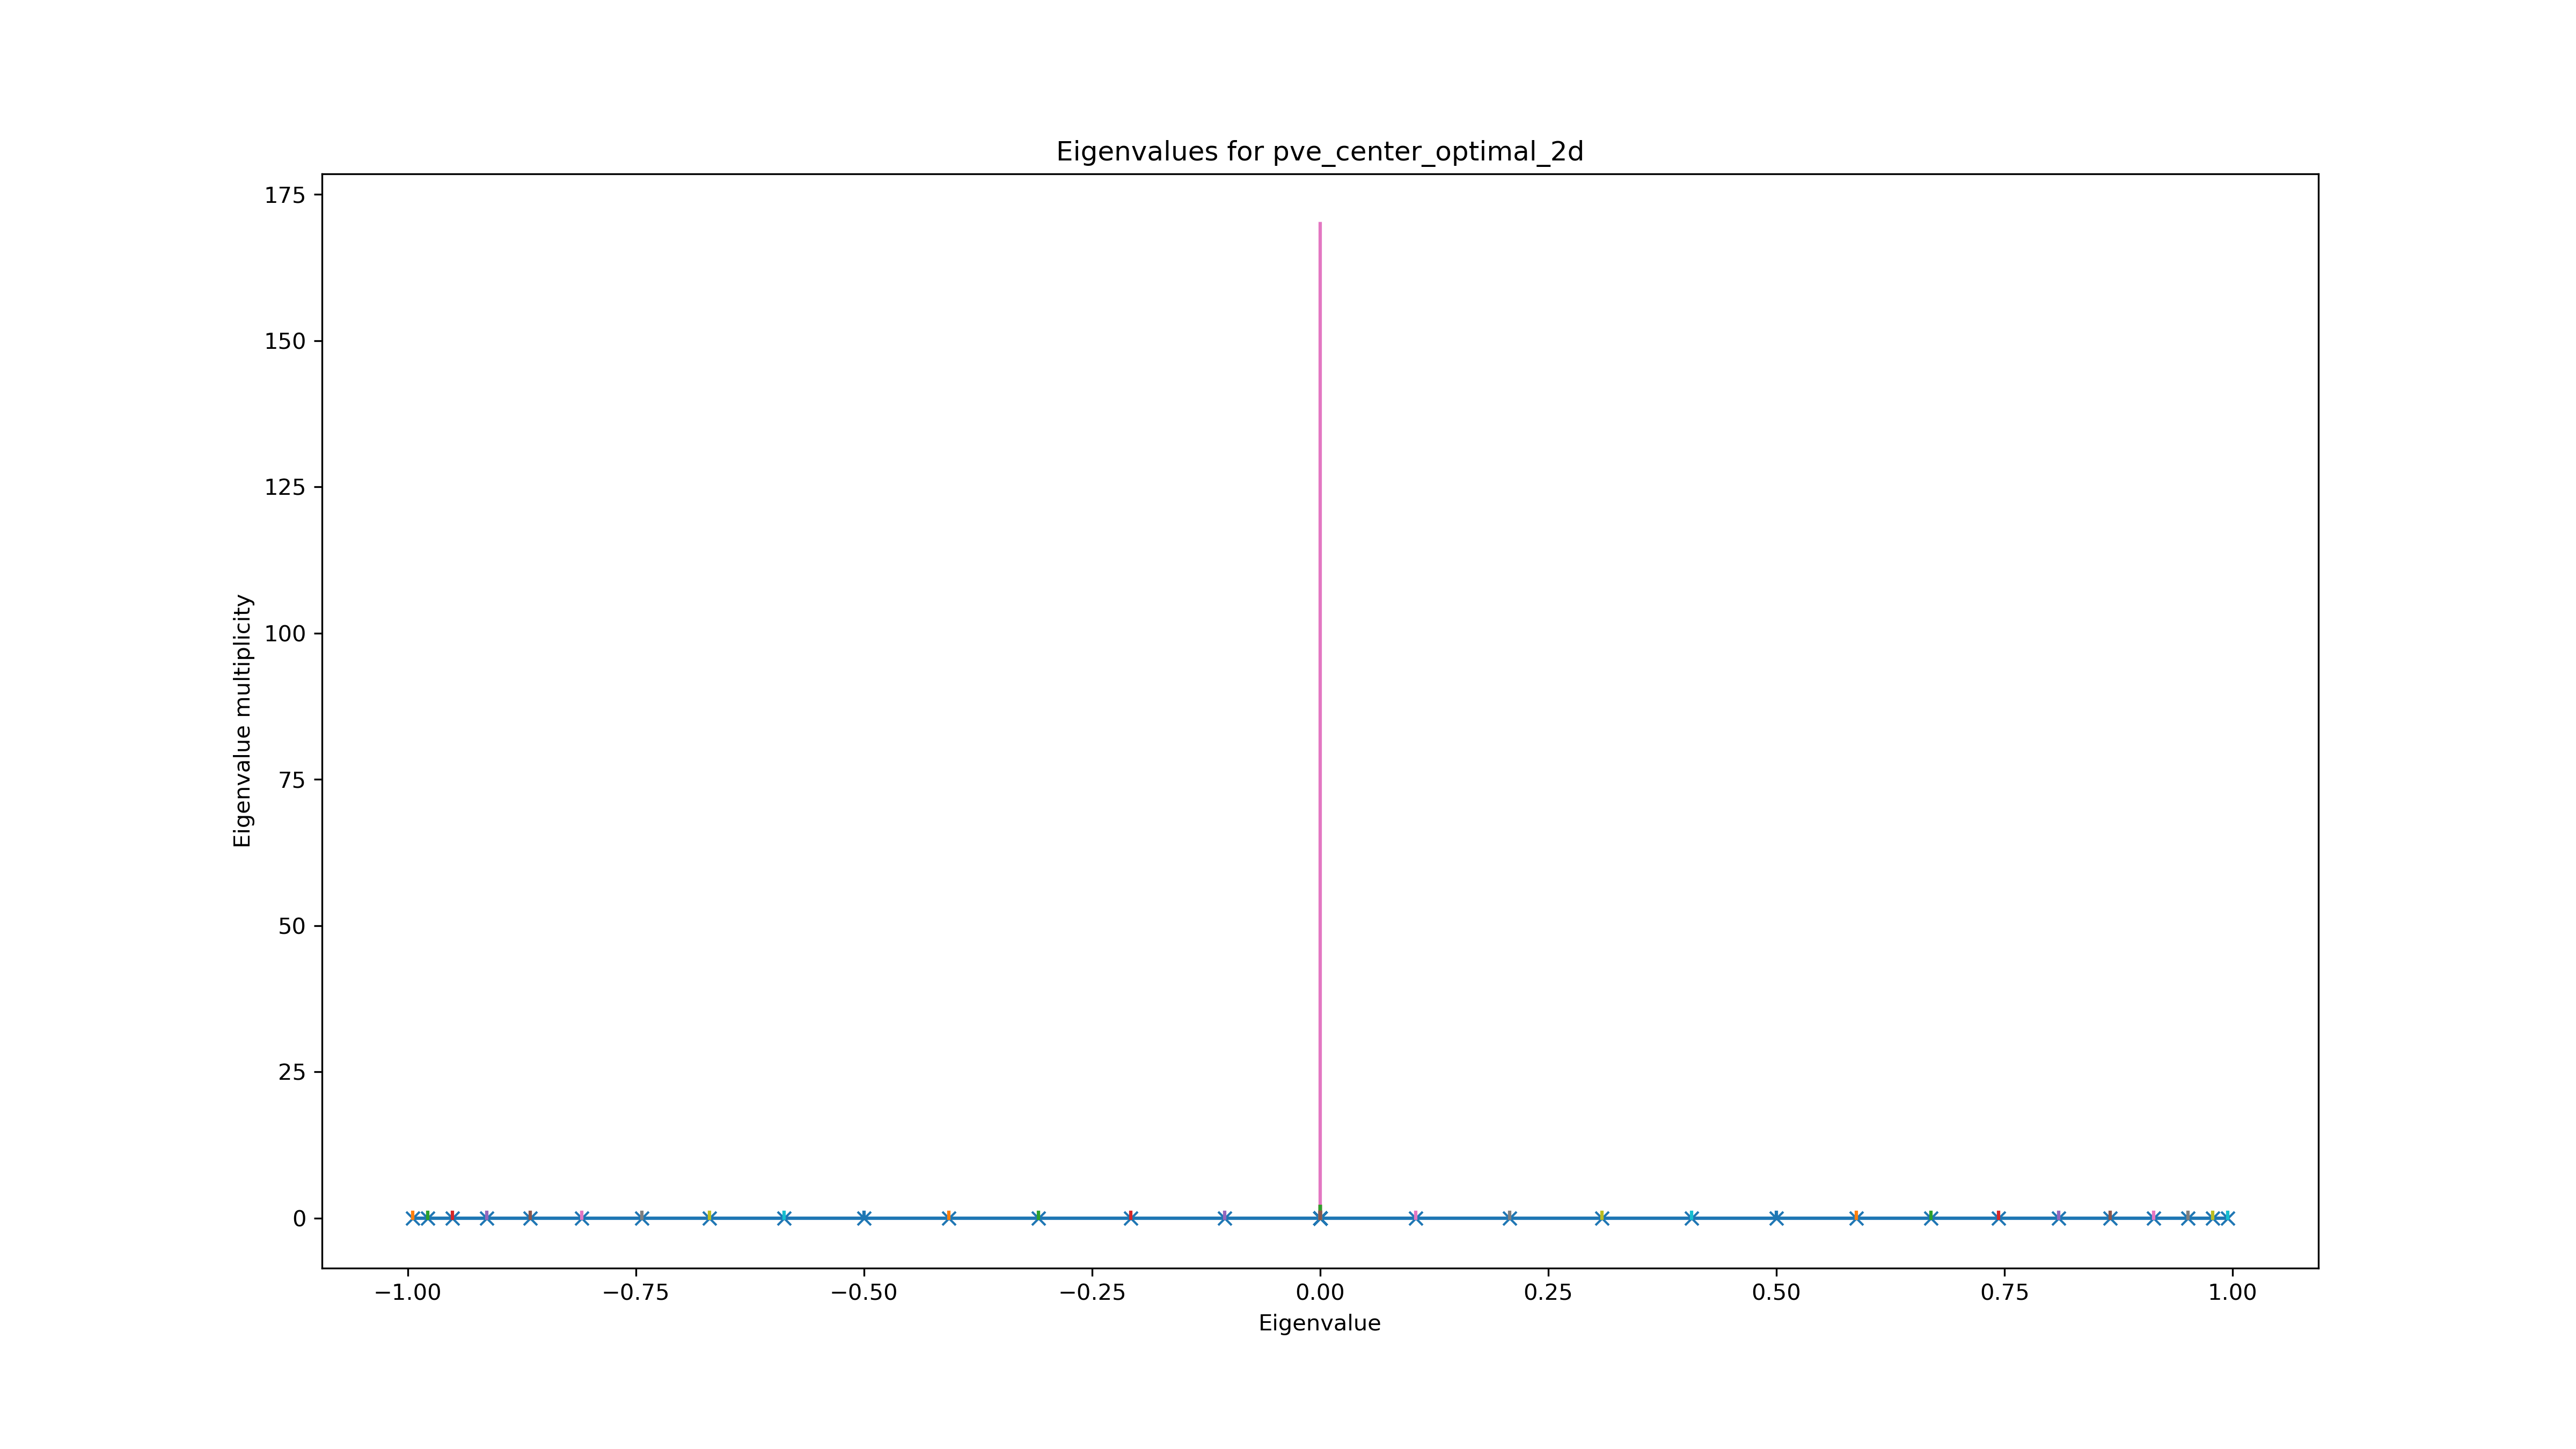 Eigenvalues for pve_center_optimal_2d
175
150
125
100
75
50
25
0
Eigenvalue multiplicity
−1.00 −0.75 −0.50 −0.25 0.00 0.25 0.50 0.75 1.00
Eigenvalue